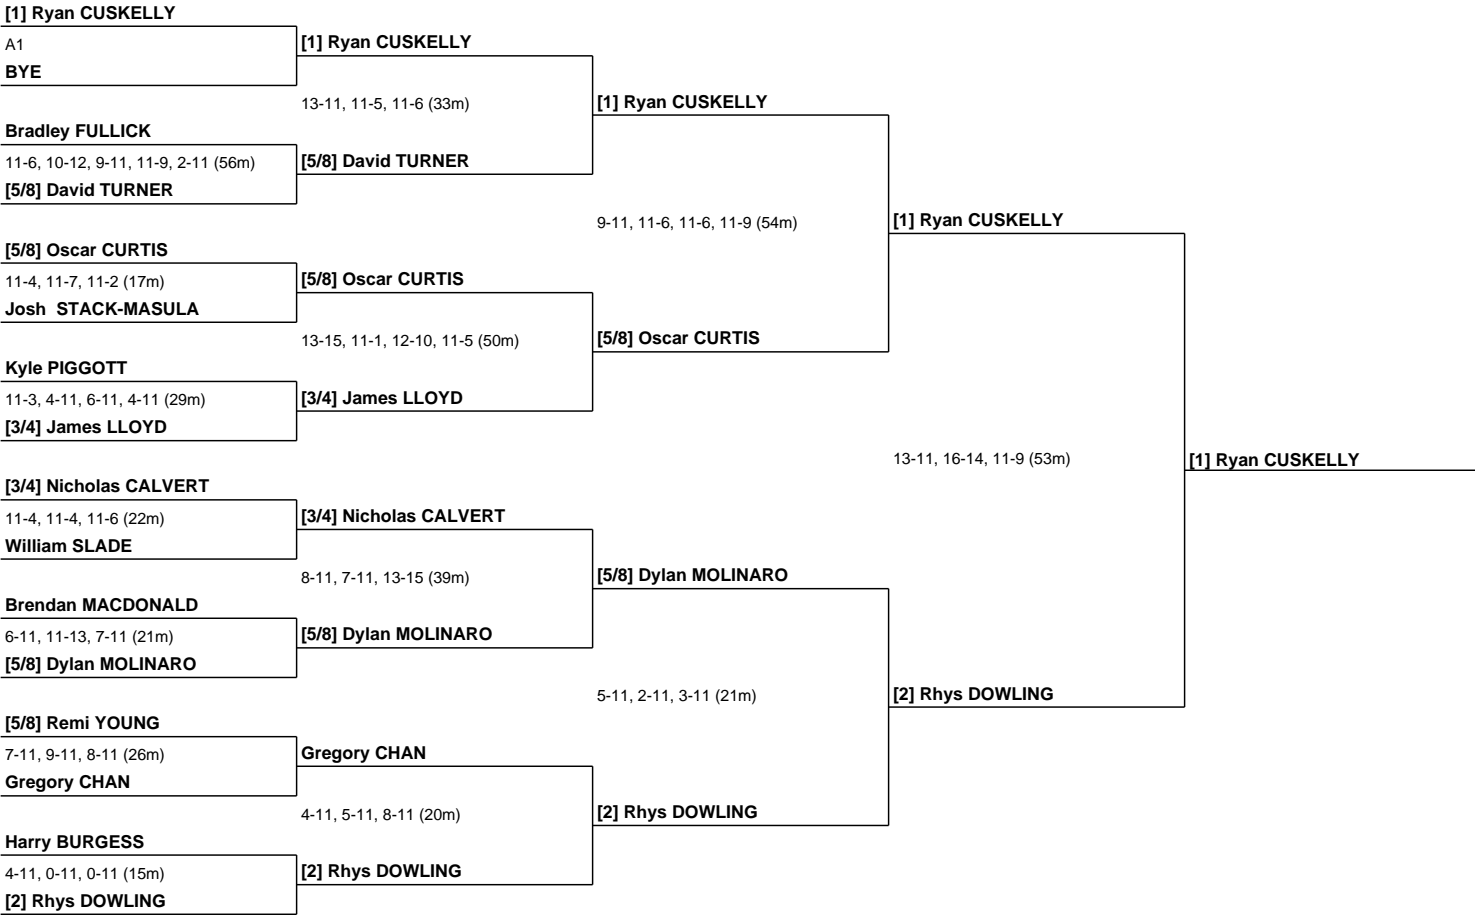 [1] Ryan CUSKELLY
A1
BYE
Bradley FULLICK
11-6, 10-12, 9-11, 11-9, 2-11 (56m)
[5/8] David TURNER
[5/8] Oscar CURTIS
11-4, 11-7, 11-2 (17m)
Josh  STACK-MASULA
Kyle PIGGOTT
11-3, 4-11, 6-11, 4-11 (29m)
[3/4] James LLOYD
[3/4] Nicholas CALVERT
11-4, 11-4, 11-6 (22m)
William SLADE
Brendan MACDONALD
6-11, 11-13, 7-11 (21m)
[5/8] Dylan MOLINARO
[5/8] Remi YOUNG
7-11, 9-11, 8-11 (26m)
Gregory CHAN
Harry BURGESS
4-11, 0-11, 0-11 (15m)
[2] Rhys DOWLING
[1] Ryan CUSKELLY
13-11, 11-5, 11-6 (33m)
[5/8] David TURNER
[5/8] Oscar CURTIS
13-15, 11-1, 12-10, 11-5 (50m)
[3/4] James LLOYD
[3/4] Nicholas CALVERT
8-11, 7-11, 13-15 (39m)
[5/8] Dylan MOLINARO
Gregory CHAN
4-11, 5-11, 8-11 (20m)
[2] Rhys DOWLING
[1] Ryan CUSKELLY
9-11, 11-6, 11-6, 11-9 (54m)
[5/8] Oscar CURTIS
[5/8] Dylan MOLINARO
5-11, 2-11, 3-11 (21m)
[2] Rhys DOWLING
[1] Ryan CUSKELLY
13-11, 16-14, 11-9 (53m)
[2] Rhys DOWLING
[1] Ryan CUSKELLY